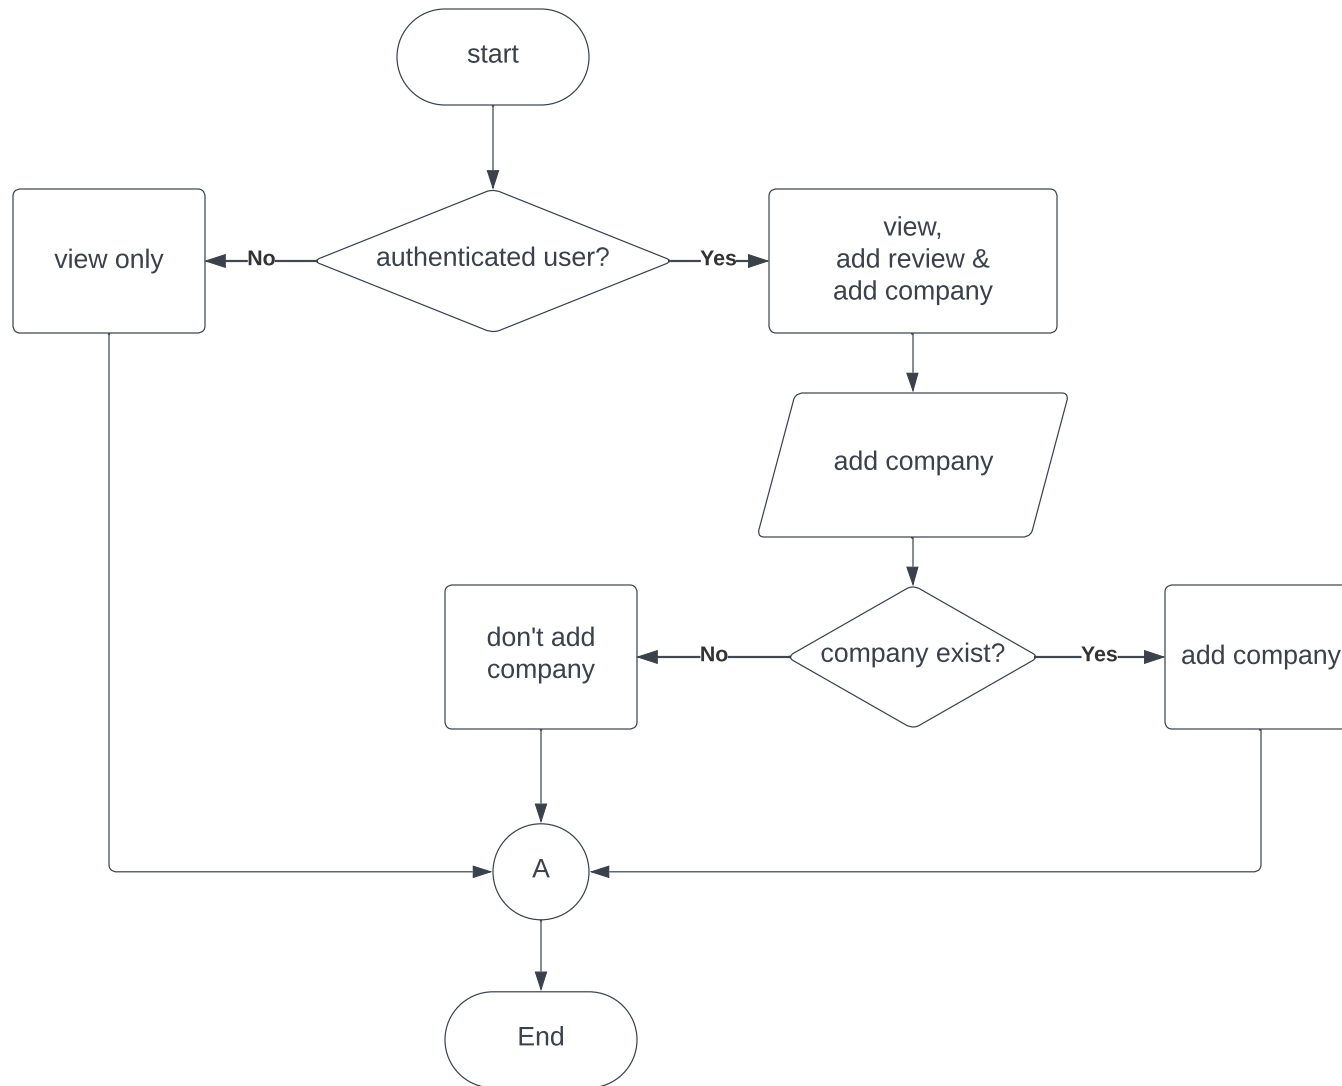 start
view only
No
authenticated user?
Yes
view,
add review &
add company
add company
don't add
company
No
company exist?
Yes
add company
A
End